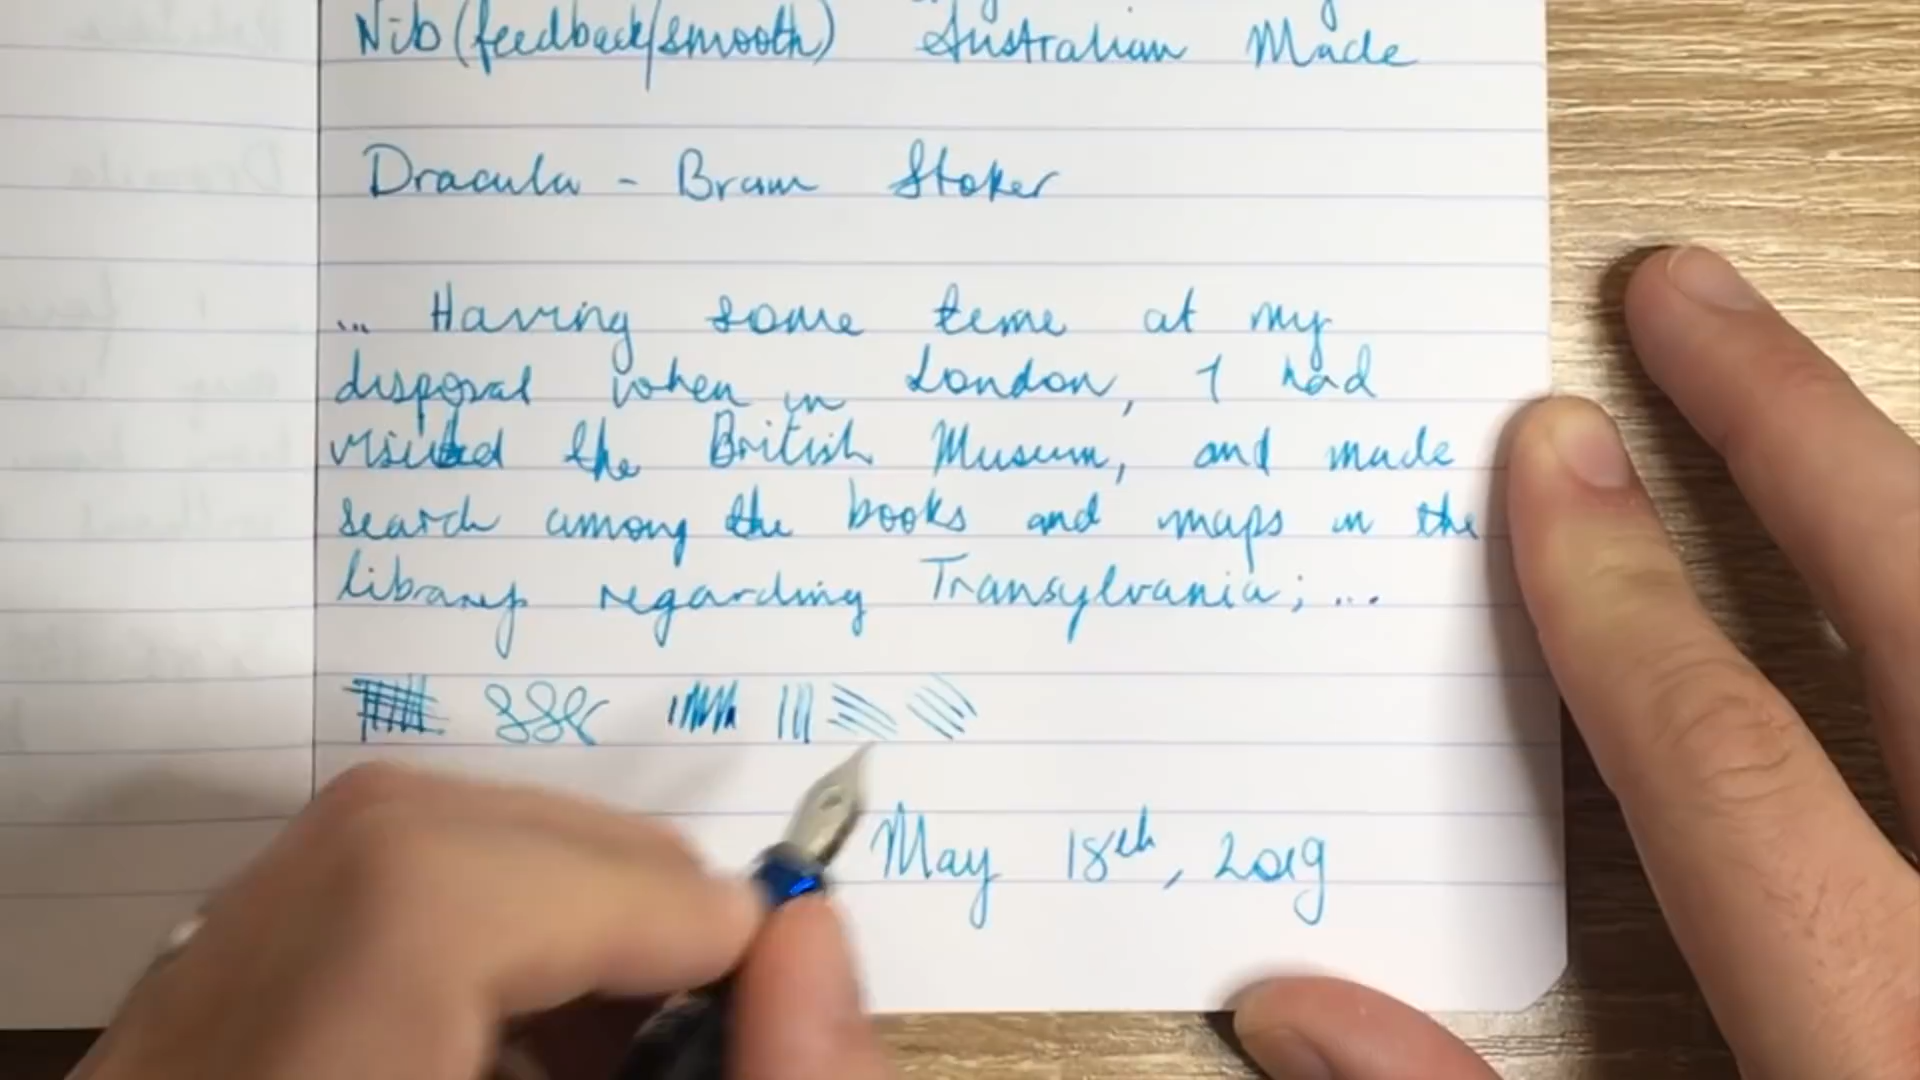 Nib (feedback/smooth) Australian Made
Dracula - Bram Stoker
... Having some teme at my
disposal when in London, I had
visited the British Museum, and made
search among the books and maps in the
library regarding Transylvania; ...
May 18th, 2019